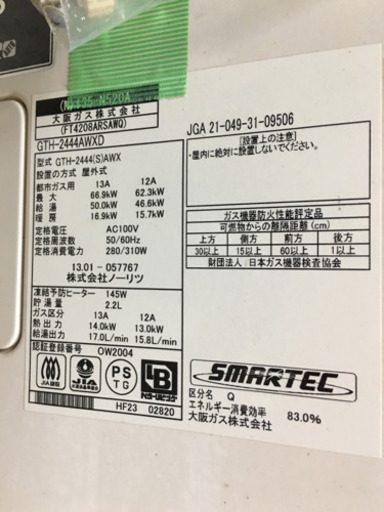 (N)135-N520A
大阪ガス株式会社
(FT4208ARSAWQ)
GTH-2444AWXD
型式 GTH-2444(S)AWX
設置方式 屋外式
都市ガス用 13A 12A
全ガス 66.9kW 62.3kW
給湯 50.0kW 46.6kW
暖房 16.9kW 15.7kW
定格電圧 AC100V
定格周波数 50/60Hz
定格消費電力 280/310W
13.01-057767
株式会社ノーリツ
凍結予防ヒーター 145W
貯湯量 2.2L
ガス区分 13A 12A
熱出力 14.0kW 13.0kW
給湯出力 17.0L/min 15.8L/min
認証登録番号 OW2004
JIA
PS
TG
HF23 02820
JGA 21-049-31-09506
[設置上の注意]
・屋内に絶対に設置しないでください。
ガス機器防火性能評定品
可燃物からの離隔距離(cm)
上方 側方 前方 後方
30以上 15以上 60以上 1以上
財団法人 日本ガス機器検査協会
SMARTEC
区分名 Q
エネルギー消費効率 83.0%
大阪ガス株式会社